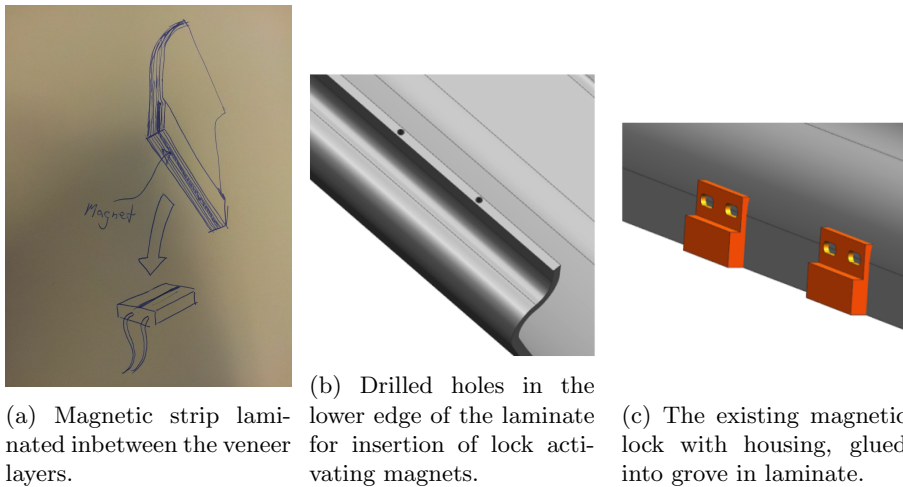 Magnet
(a) Magnetic strip lami-
nated inbetween the veneer
layers.
(b) Drilled holes in the
lower edge of the laminate
for insertion of lock acti-
vating magnets.
(c) The existing magnetic
lock with housing, glued
into grove in laminate.